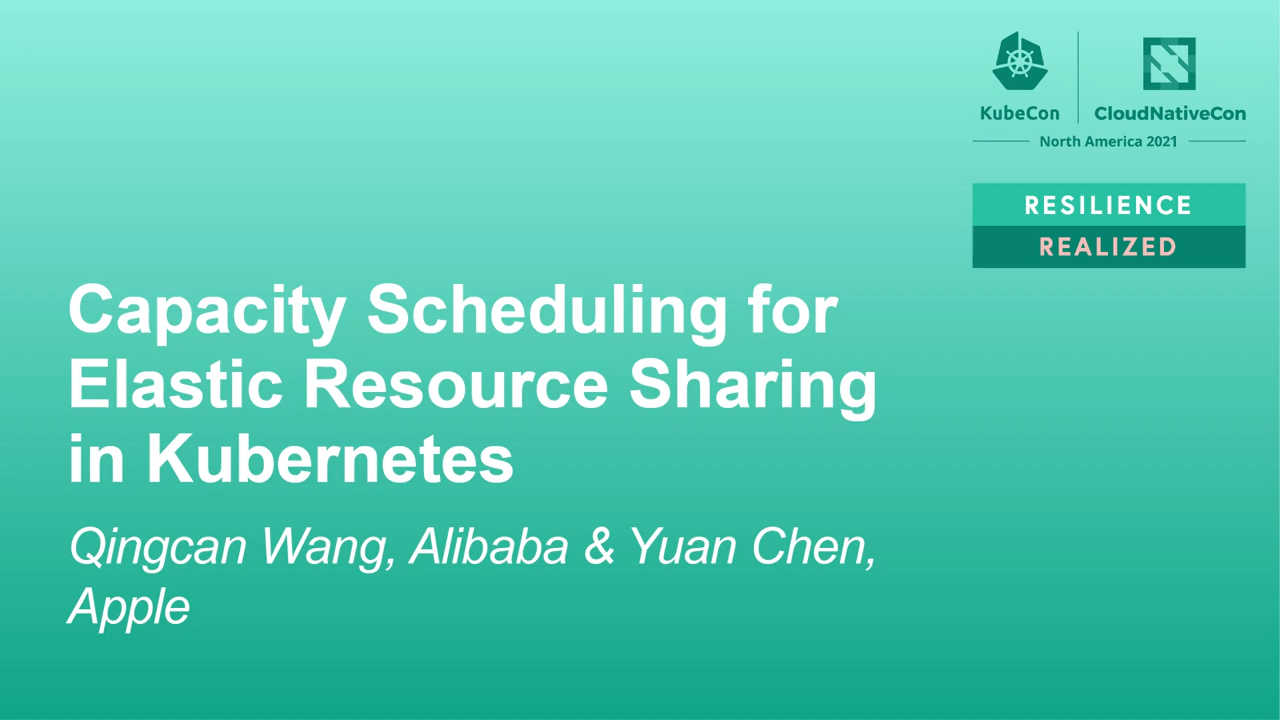 KubeCon
CloudNativeCon
North America 2021
RESILIENCE
REALIZED
Capacity Scheduling for
Elastic Resource Sharing
in Kubernetes
Qingcan Wang, Alibaba & Yuan Chen,
Apple